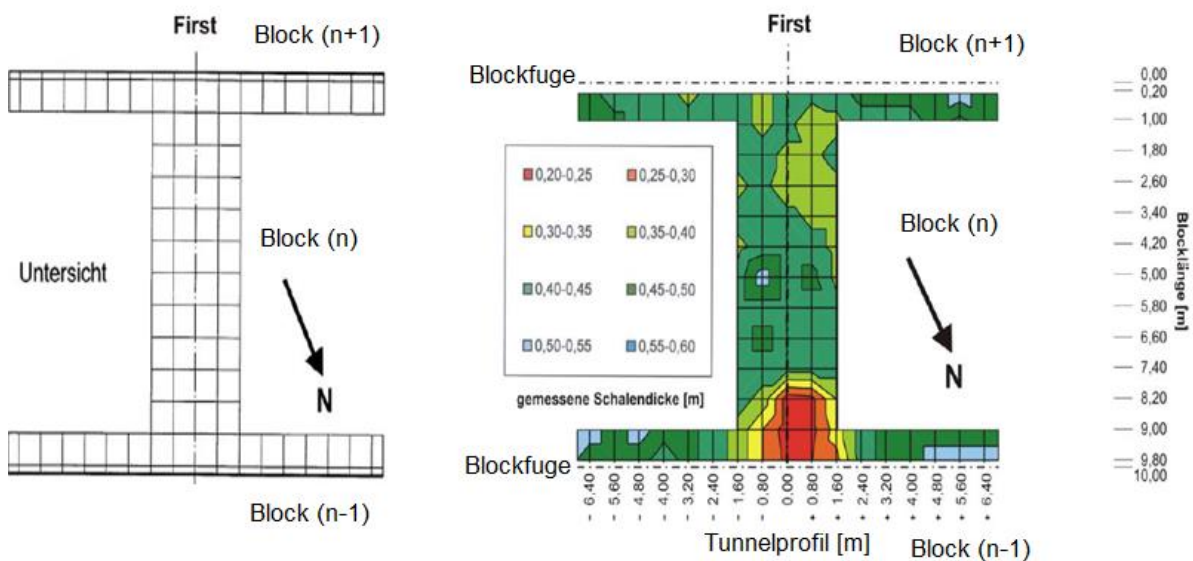 First
Block (n+1)
Untersicht
Block (n)
N
Block (n-1)
First
Block (n+1)
Blockfuge
0,20-0,25
0,25-0,30
0,30-0,35
0,35-0,40
0,40-0,45
0,45-0,50
0,50-0,55
0,55-0,60
gemessene Schalendicke [m]
Block (n)
N
Blockfuge
- 6,40
- 5,60
- 4,80
- 4,00
- 3,20
- 2,40
- 1,60
- 0,80
0,00
+ 0,80
+ 1,60
+ 2,40
+ 3,20
+ 4,00
+ 4,80
+ 5,60
+ 6,40
Tunnelprofil [m]
Block (n-1)
0,00
0,20
1,00
1,80
2,60
3,40
4,20
5,00
5,80
6,60
7,40
8,20
9,00
9,80
10,00
Blocklänge [m]